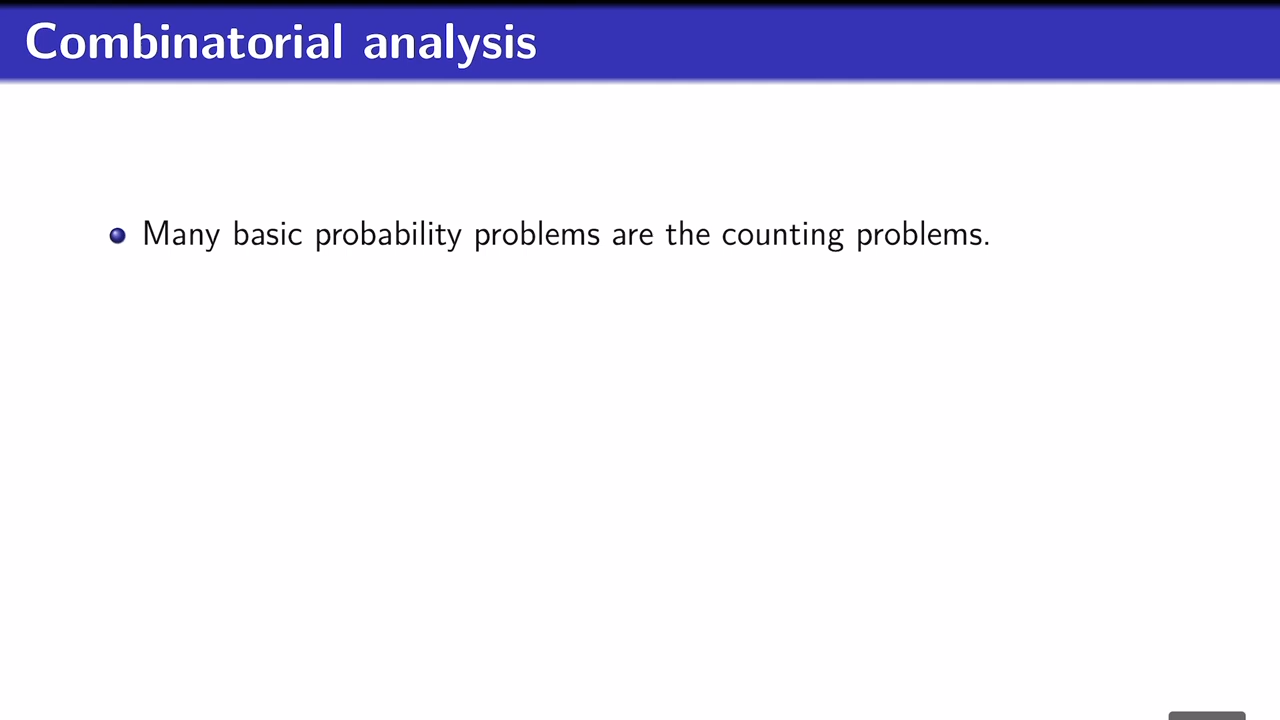 Combinatorial analysis
Many basic probability problems are the counting problems.